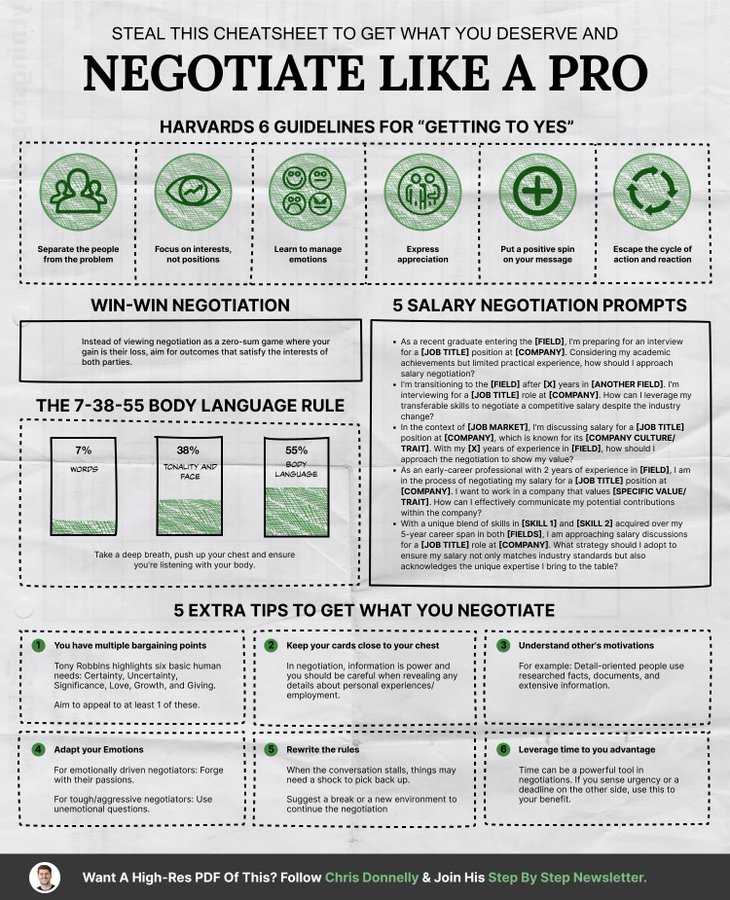 STEAL THIS CHEATSHEET TO GET WHAT YOU DESERVE AND
NEGOTIATE LIKE A PRO
HARVARDS 6 GUIDELINES FOR “GETTING TO YES”
Separate the people
from the problem
Focus on interests,
not positions
Learn to manage
emotions
Express
appreciation
Put a positive spin
on your message
Escape the cycle of
action and reaction
WIN-WIN NEGOTIATION
Instead of viewing negotiation as a zero-sum game where your
gain is their loss, aim for outcomes that satisfy the interests of
both parties.
THE 7-38-55 BODY LANGUAGE RULE
7%
WORDS
38%
TONALITY AND
FACE
55%
BODY
LANGUAGE
Take a deep breath, push up your chest and ensure
you're listening with your body.
5 SALARY NEGOTIATION PROMPTS
• As a recent graduate entering the [FIELD], I'm preparing for an interview
for a [JOB TITLE] position at [COMPANY]. Considering my academic
achievements but limited practical experience, how should I approach
salary negotiation?
• I'm transitioning to the [FIELD] after [X] years in [ANOTHER FIELD]. I'm
interviewing for a [JOB TITLE] role at [COMPANY]. How can I leverage my
transferable skills to negotiate a competitive salary despite the industry
change?
• In the context of [JOB MARKET], I'm discussing salary for a [JOB TITLE]
position at [COMPANY], which is known for its [COMPANY CULTURE/
TRAIT]. With my [X] years of experience in [FIELD], how should I
approach the negotiation to show my value?
• As an early-career professional with 2 years of experience in [FIELD], I am
in the process of negotiating my salary for a [JOB TITLE] position at
[COMPANY]. I want to work in a company that values [SPECIFIC VALUE/
TRAIT]. How can I effectively communicate my potential contributions
within the company?
• With a unique blend of skills in [SKILL 1] and [SKILL 2] acquired over my
5-year career span in both [FIELDS], I am approaching salary discussions
for a [JOB TITLE] role at [COMPANY]. What strategy should I adopt to
ensure my salary not only matches industry standards but also
acknowledges the unique expertise I bring to the table?
5 EXTRA TIPS TO GET WHAT YOU NEGOTIATE
1 You have multiple bargaining points
Tony Robbins highlights six basic human
needs: Certainty, Uncertainty,
Significance, Love, Growth, and Giving.
Aim to appeal to at least 1 of these.
2 Keep your cards close to your chest
In negotiation, information is power and
you should be careful when revealing any
details about personal experiences/
employment.
3 Understand other's motivations
For example: Detail-oriented people use
researched facts, documents, and
extensive information.
4 Adapt your Emotions
For emotionally driven negotiators: Forge
with their passions.
For tough/aggressive negotiators: Use
unemotional questions.
5 Rewrite the rules
When the conversation stalls, things may
need a shock to pick back up.
Suggest a break or a new environment to
continue the negotiation
6 Leverage time to you advantage
Time can be a powerful tool in
negotiations. If you sense urgency or a
deadline on the other side, use this to
your benefit.
Want A High-Res PDF Of This? Follow Chris Donnelly & Join His Step By Step Newsletter.